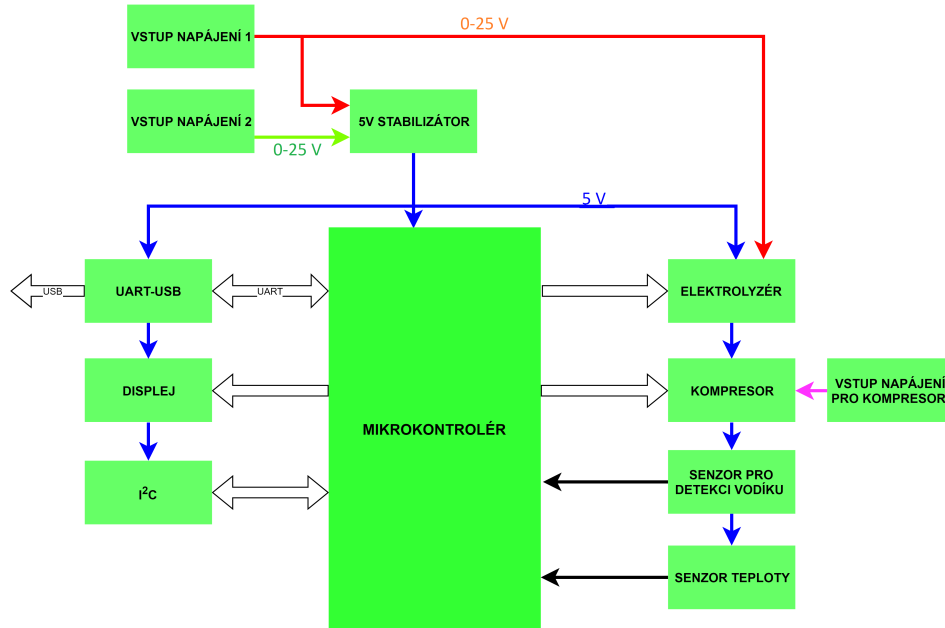 VSTUP NAPÁJENÍ 1
0-25 V
VSTUP NAPÁJENÍ 2
5V STABILIZÁTOR
0-25 V
5 V
USB
UART-USB
UART
ELEKTROLYZÉR
DISPLEJ
MIKROKONTROLÉR
KOMPRESOR
VSTUP NAPÁJENÍ
PRO KOMPRESOR
I²C
SENZOR PRO
DETEKCI VODÍKU
SENZOR TEPLOTY